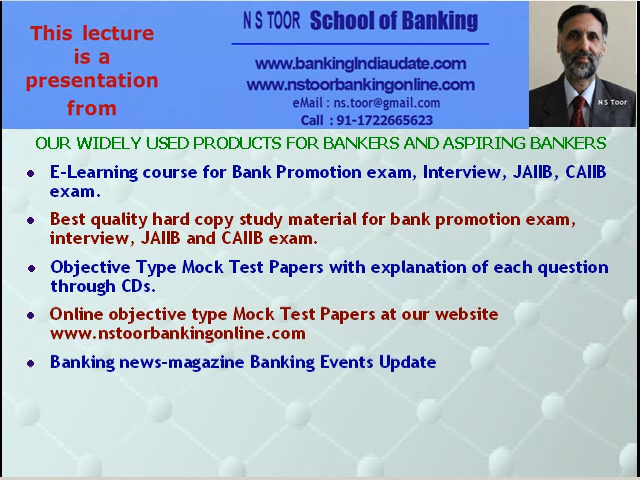 This lecture
is a
presentation
from
N S TOOR School of Banking
www.bankingIndiaudate.com
www.nstoorbankingonline.com
eMail : ns.toor@gmail.com
Call : 91-1722665623
N S Toor
OUR WIDELY USED PRODUCTS FOR BANKERS AND ASPIRING BANKERS
• E-Learning course for Bank Promotion exam, Interview, JAIIB, CAIIB
exam.
• Best quality hard copy study material for bank promotion exam,
interview, JAIIB and CAIIB exam.
• Objective Type Mock Test Papers with explanation of each question
through CDs.
• Online objective type Mock Test Papers at our website
www.nstoorbankingonline.com
• Banking news-magazine Banking Events Update